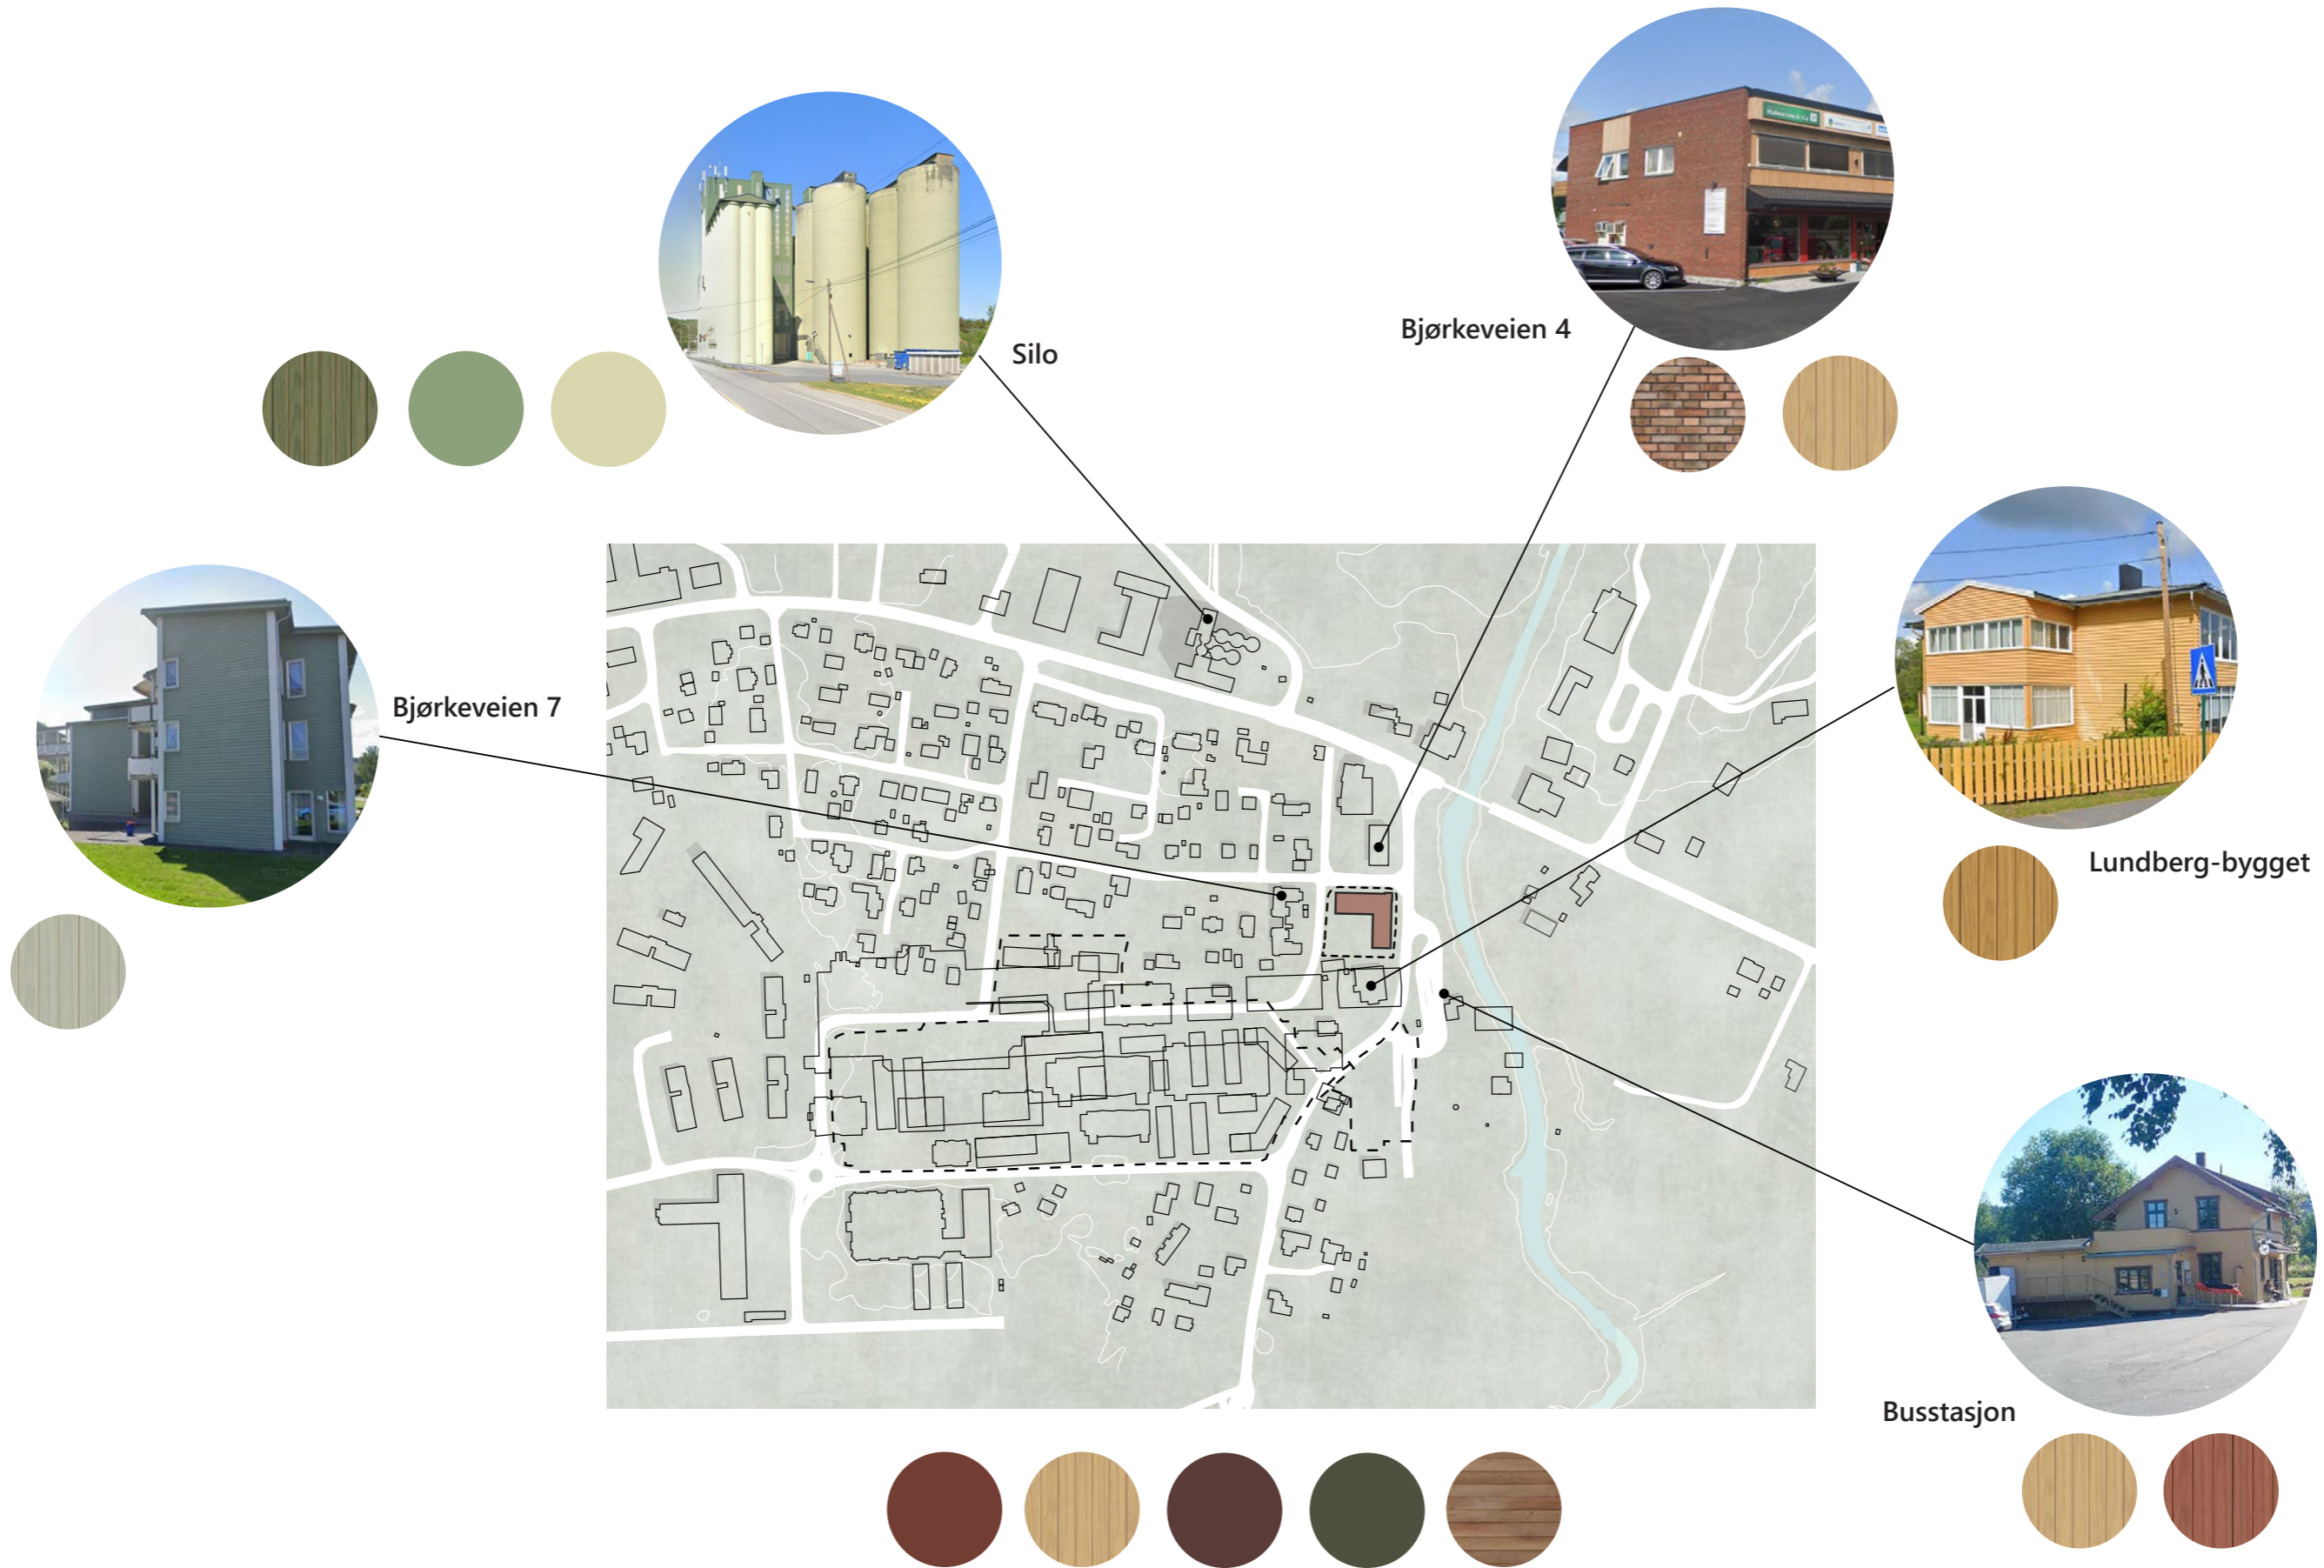 Silo
Bjørkeveien 4
Bjørkeveien 7
Lundberg-bygget
Busstasjon